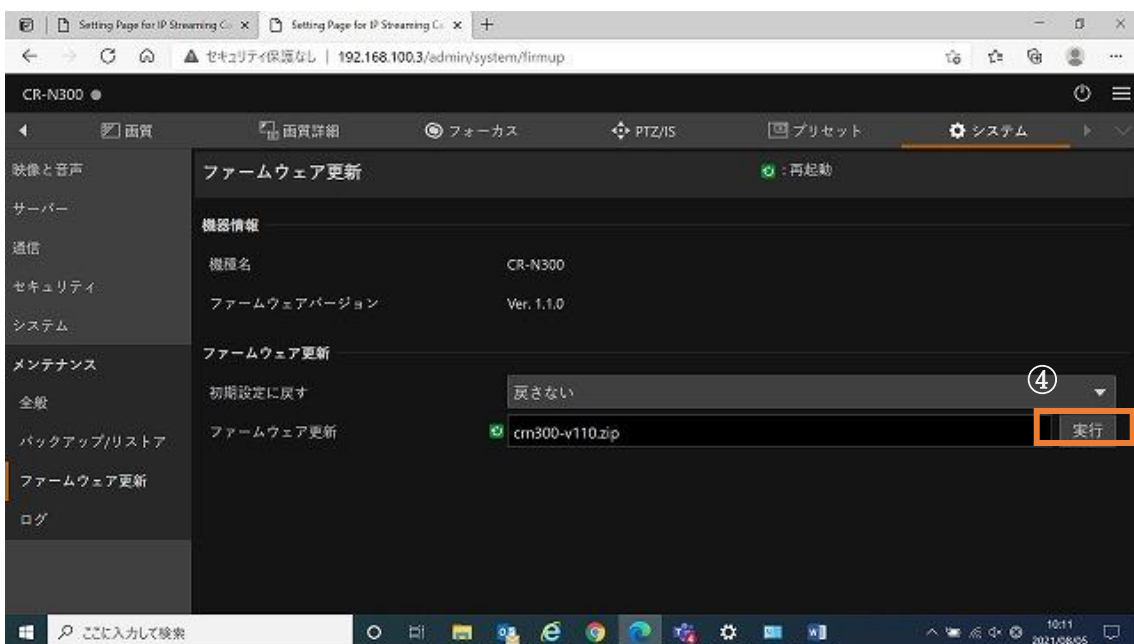 Setting Page for IP Streaming C
Setting Page for IP Streaming C
セキュリティ保護なし | 192.168.100.3/admin/system/firmup
CR-N300
画質
画質詳細
フォーカス
PTZ/IS
プリセット
システム
映像と音声
サーバー
通信
セキュリティ
システム
メンテナンス
全般
バックアップ/リストア
ファームウェア更新
ログ
ファームウェア更新
:再起動
機器情報
機種名 CR-N300
ファームウェアバージョン Ver. 1.1.0
ファームウェア更新
④
初期設定に戻す 戻さない
ファームウェア更新 crn300-v110.zip 実行
ここに入力して検索
10:11
2021/08/05